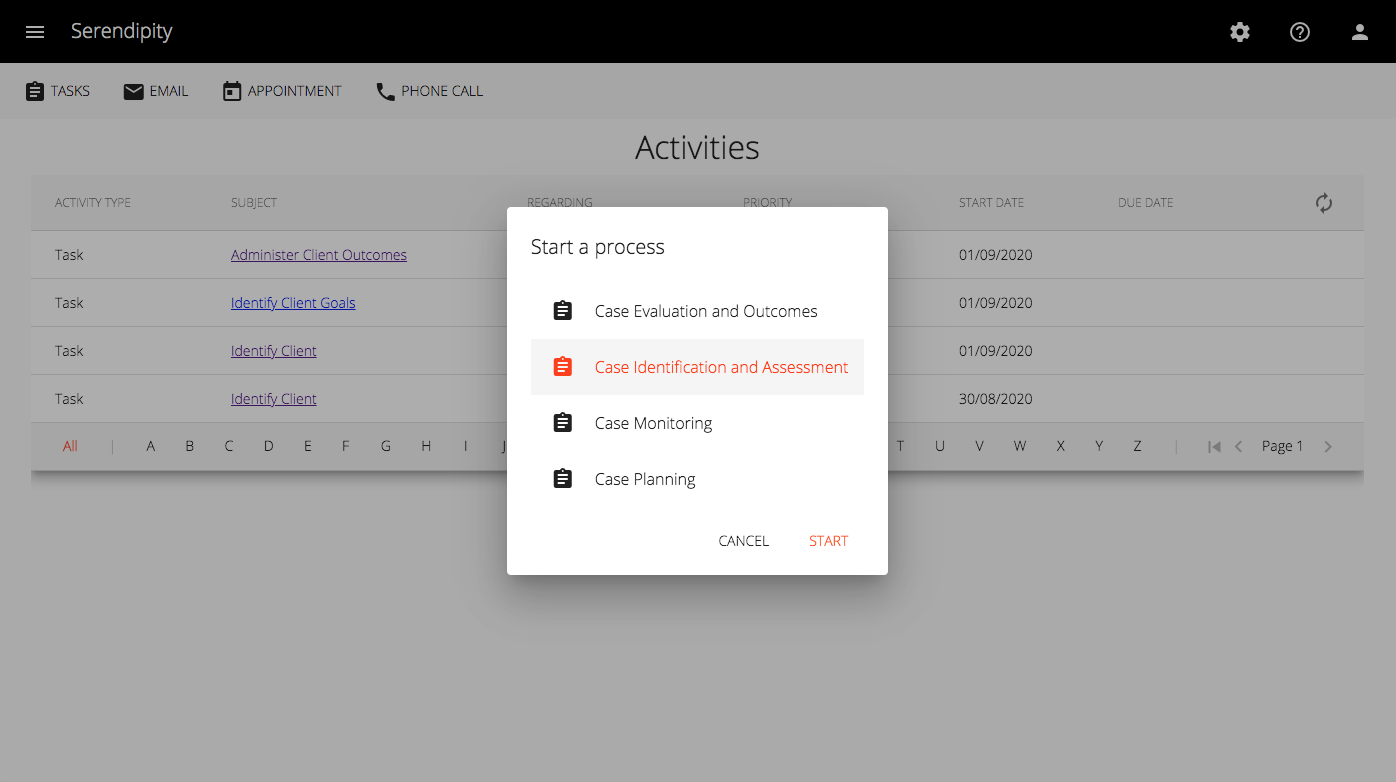 Serendipity
TASKS EMAIL APPOINTMENT PHONE CALL
Activities
ACTIVITY TYPE SUBJECT REGARDING PRIORITY START DATE DUE DATE
Task Administer Client Outcomes 01/09/2020
Task Identify Client Goals 01/09/2020
Task Identify Client 01/09/2020
Task Identify Client 30/08/2020
All | A B C D E F G H I J T U V W X Y Z | Page 1
Start a process
Case Evaluation and Outcomes
Case Identification and Assessment
Case Monitoring
Case Planning
CANCEL START